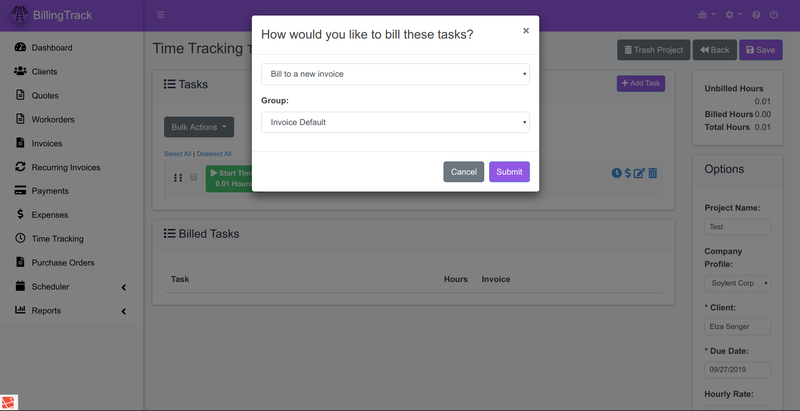 BillingTrack
Dashboard
Clients
Quotes
Workorders
Invoices
Recurring Invoices
Payments
Expenses
Time Tracking
Purchase Orders
Scheduler
Reports
Time Tracking
Trash Project
Back
Save
Tasks
+ Add Task
Bulk Actions
Select All | Deselect All
Start Time
0.01 Hours
How would you like to bill these tasks?
×
Bill to a new invoice
Group:
Invoice Default
Cancel
Submit
Billed Tasks
Task Hours Invoice
Unbilled Hours
0.01
Billed Hours 0.00
Total Hours 0.01
Options
Project Name:
Test
Company
Profile:
Soylent Corp
* Client:
Elza Senger
* Due Date:
09/27/2019
Hourly Rate: